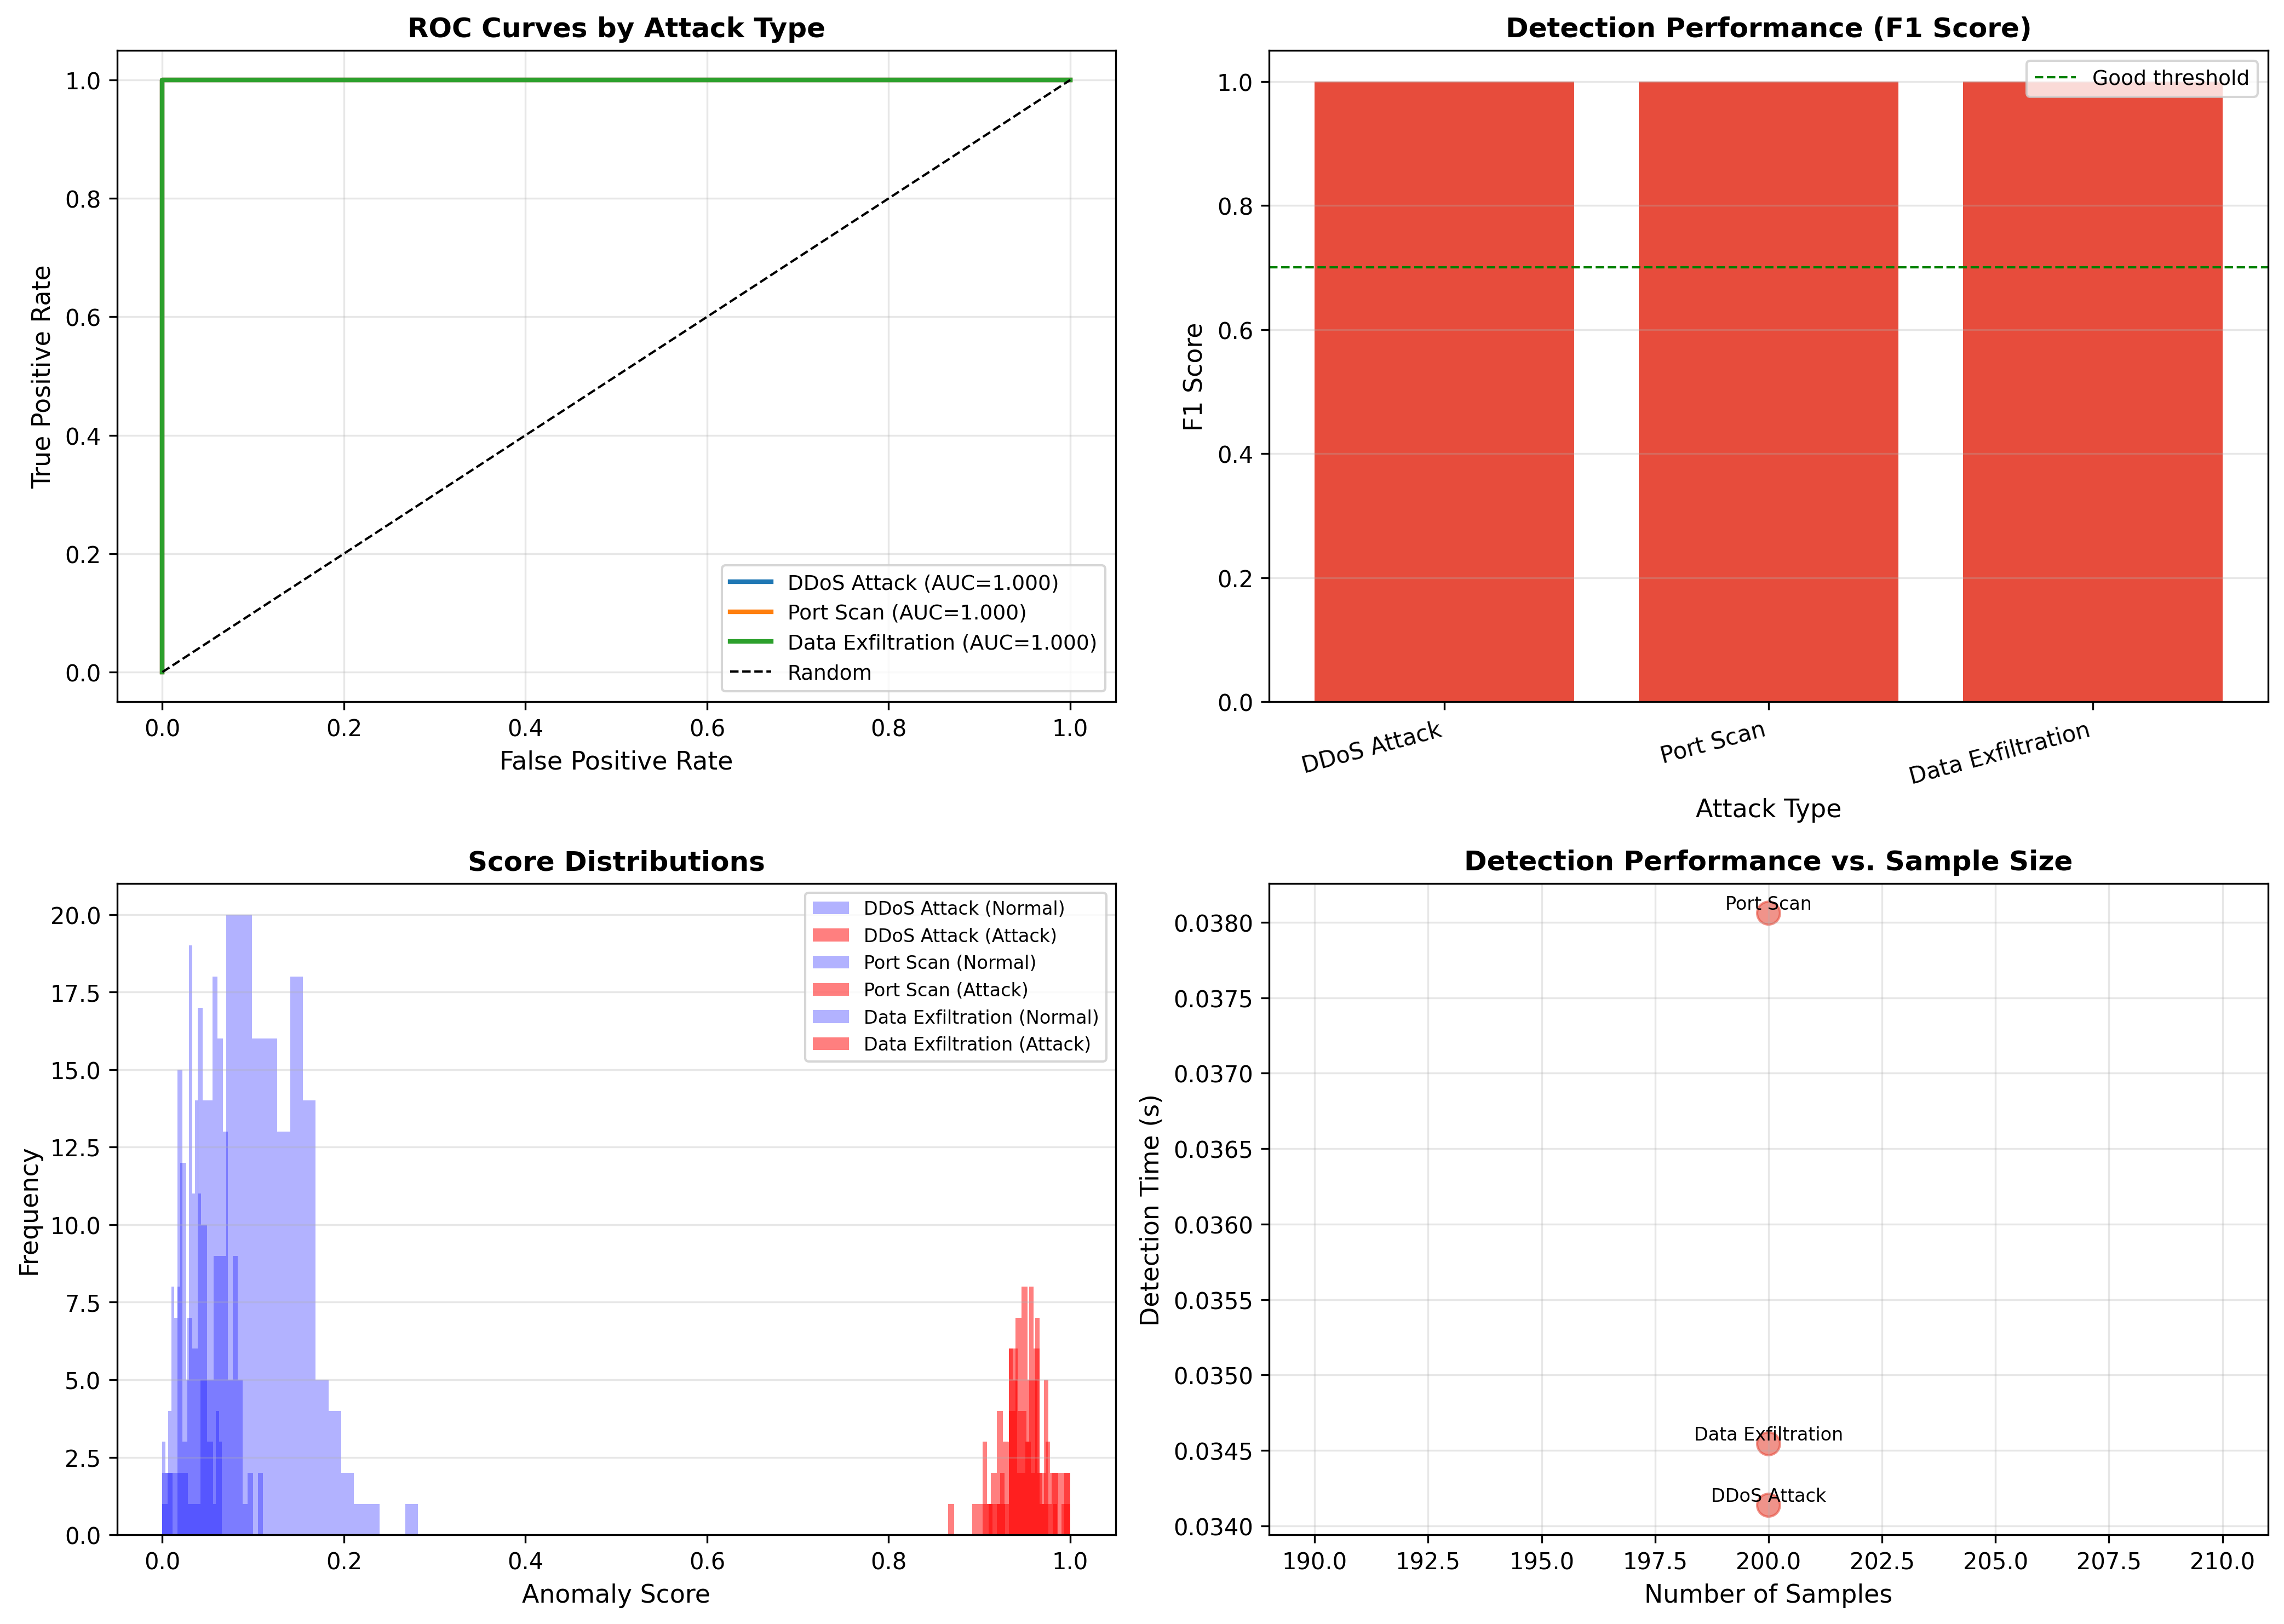 ROC Curves by Attack Type
1.0
0.8
0.6
0.4
0.2
0.0
True Positive Rate
DDoS Attack (AUC=1.000)
Port Scan (AUC=1.000)
Data Exfiltration (AUC=1.000)
Random
0.0 0.2 0.4 0.6 0.8 1.0
False Positive Rate
Detection Performance (F1 Score)
Good threshold
1.0
0.8
0.6
0.4
0.2
0.0
F1 Score
DDoS Attack Port Scan Data Exfiltration
Attack Type
Score Distributions
DDoS Attack (Normal)
DDoS Attack (Attack)
Port Scan (Normal)
Port Scan (Attack)
Data Exfiltration (Normal)
Data Exfiltration (Attack)
20.0
17.5
15.0
12.5
10.0
7.5
5.0
2.5
0.0
Frequency
0.0 0.2 0.4 0.6 0.8 1.0
Anomaly Score
Detection Performance vs. Sample Size
0.0380
0.0375
0.0370
0.0365
0.0360
0.0355
0.0350
0.0345
0.0340
Detection Time (s)
Port Scan
Data Exfiltration
DDoS Attack
190.0 192.5 195.0 197.5 200.0 202.5 205.0 207.5 210.0
Number of Samples